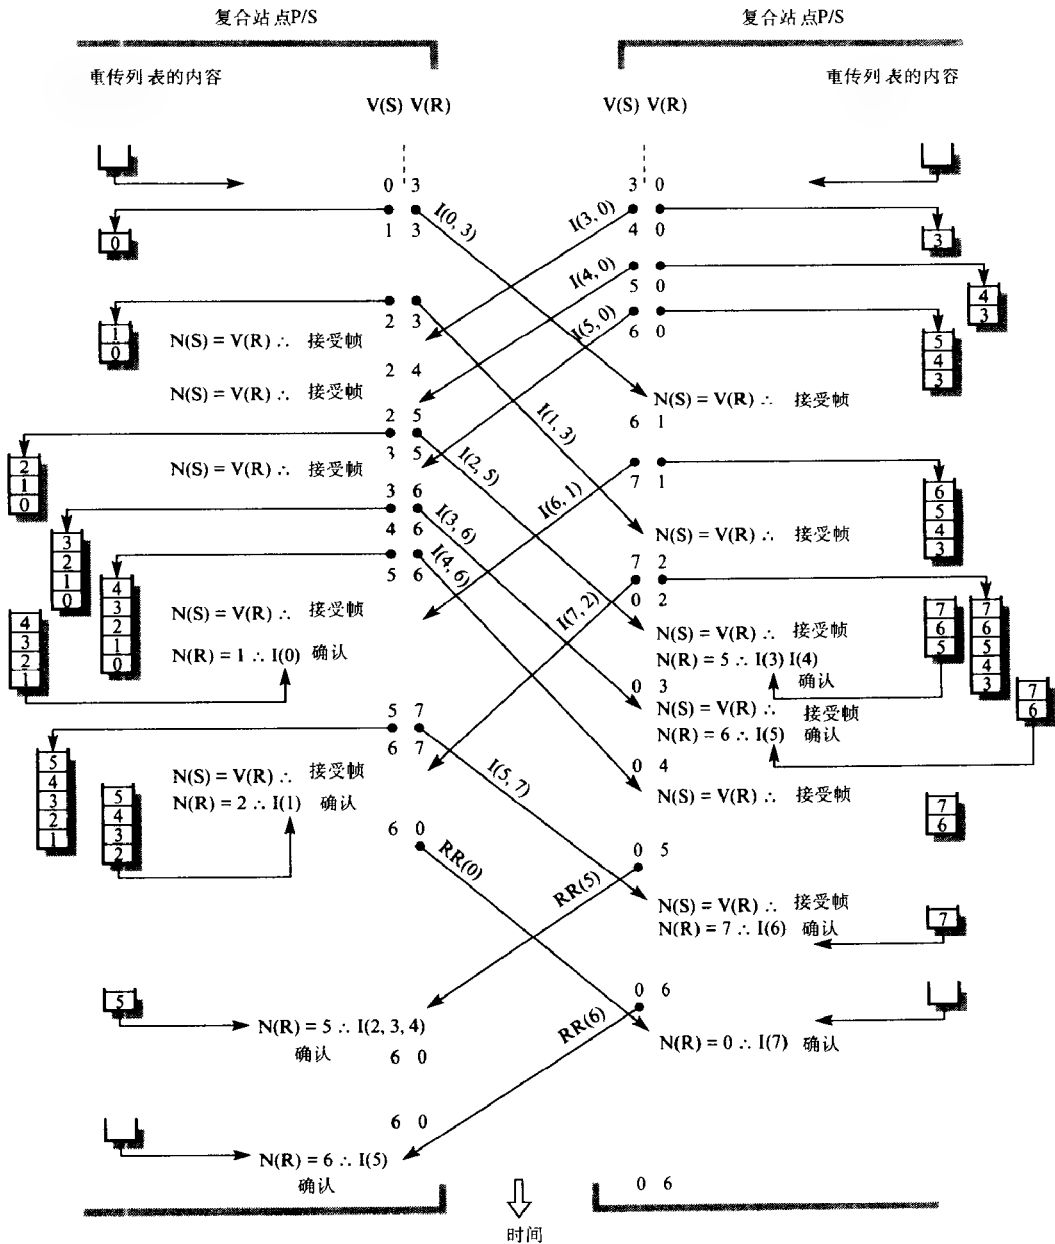 复合站点P/S 复合站点P/S
重传列表的内容 重传列表的内容
V(S) V(R) V(S) V(R)
0 3 3 0
I(0, 3) I(3, 0)
0 1 3 4 0 3
I(4, 0)
5 0 4
3
2 3 I(5, 0)
1 N(S) = V(R) ∴ 接受帧 6 0 5
0 4
3
2 4
N(S) = V(R) ∴ 接受帧 N(S) = V(R) ∴ 接受帧
2 5 I(1, 3) 6 1
3 5 I(2, 5)
2 N(S) = V(R) ∴ 接受帧 7 1
1 I(6, 1) 6
0 3 6 5
4 6 I(3, 6) 4
3 N(S) = V(R) ∴ 接受帧 3
2 I(4, 6)
1 5 6 7 2
0 I(7, 2) 0 2
4 N(S) = V(R) ∴ 接受帧 7 7
3 N(S) = V(R) ∴ 接受帧 6 6
2 5 5
1 N(R) = 1 ∴ I(0) 确认 N(R) = 5 ∴ I(3) I(4) 4
0 确认 3
4 0 3
3 N(S) = V(R) ∴ 接受帧 7
2 N(R) = 6 ∴ I(5) 确认 6
1
5 7
6 7
5 N(S) = V(R) ∴ 接受帧 I(5, 7) 0 4
4 N(R) = 2 ∴ I(1) 确认 N(S) = V(R) ∴ 接受帧
3 5 7
2 4 6
1 3
2
6 0 0 5
RR(0) RR(5)
N(S) = V(R) ∴ 接受帧
N(R) = 7 ∴ I(6) 确认 7
5 0 6
N(R) = 5 ∴ I(2, 3, 4) RR(6)
确认 N(R) = 0 ∴ I(7) 确认
6 0
6 0
N(R) = 6 ∴ I(5)
确认 0 6
时间